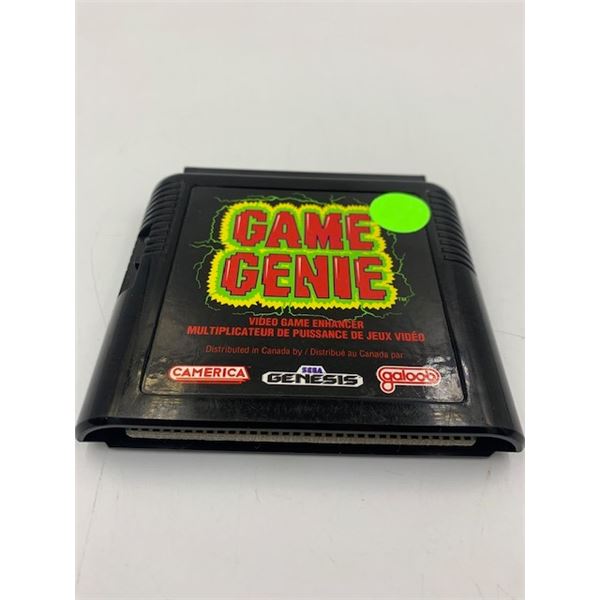 GAME
GENIE™
VIDEO GAME ENHANCER
MULTIPLICATEUR DE PUISSANCE DE JEUX VIDÉO
Distributed in Canada by / Distribué au Canada par
CAMERICA
SEGA
GENESIS
galoob